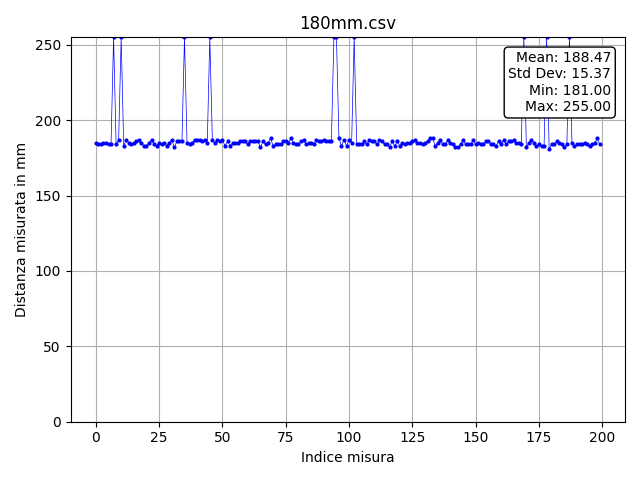 180mm.csv
Mean: 188.47
Std Dev: 15.37
Min: 181.00
Max: 255.00
Distanza misurata in mm
250
200
150
100
50
0
0 25 50 75 100 125 150 175 200
Indice misura